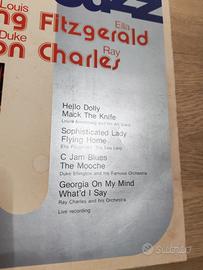 Jazz
Louis
Ella
ng Fitzgerald
Duke
Ray
on Charles
Hello Dolly
Mack The Knife
Louis Armstrong and his All Stars
Sophisticated Lady
Flying Home
Ella Fitzgerald
C Jam Blues
The Mooche
Duke Ellington and his Famous Orchestra
Georgia On My Mind
What'd I Say
Ray Charles and his Orchestra
Live recording
Subito